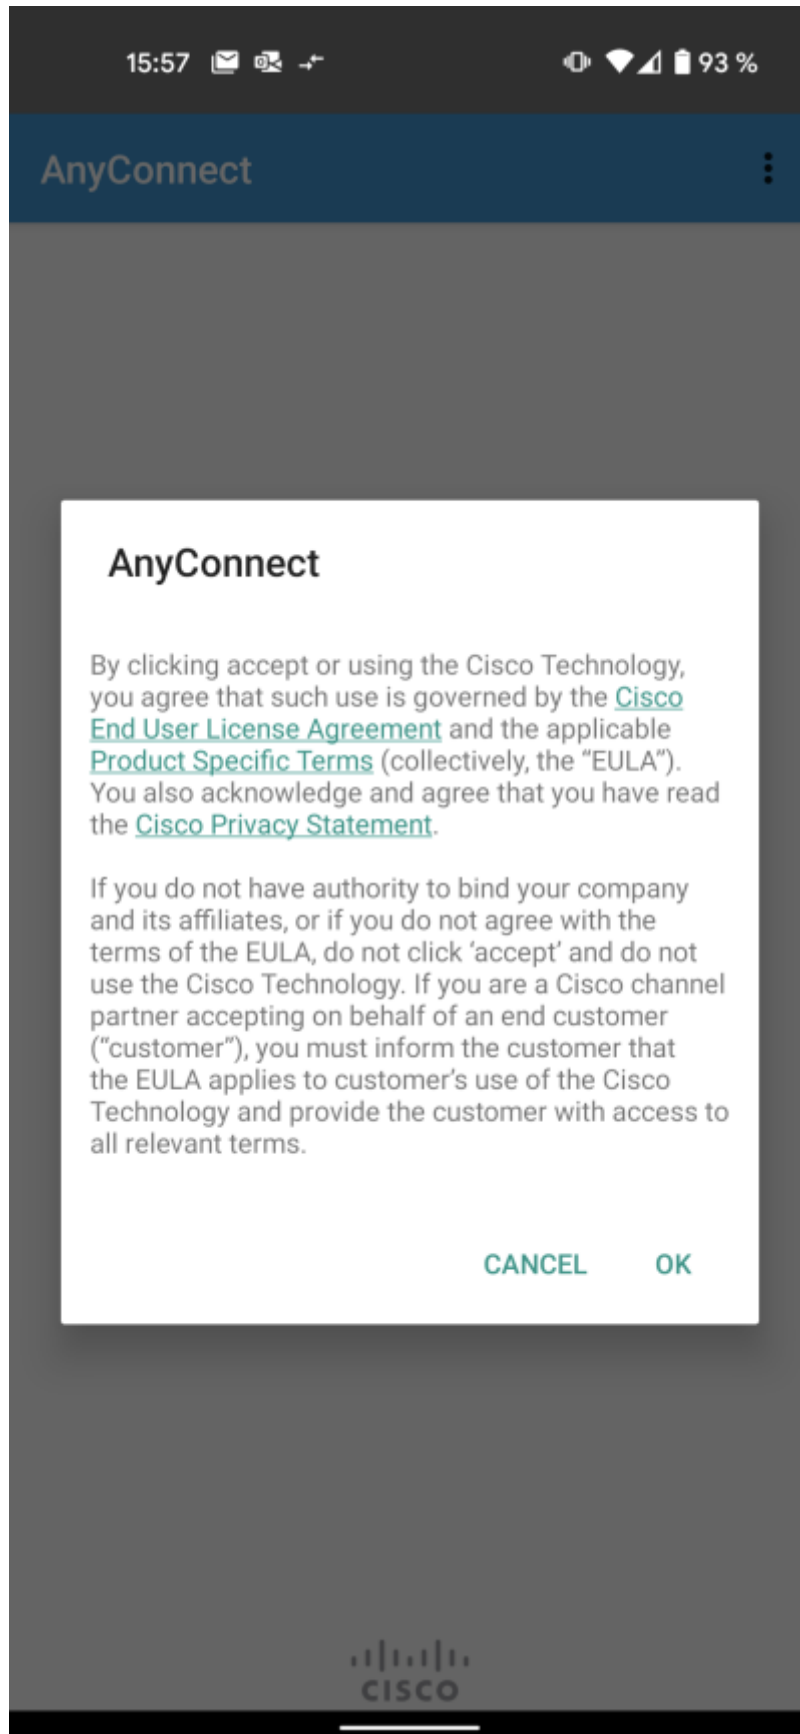 15:57
93 %
AnyConnect
AnyConnect
By clicking accept or using the Cisco Technology,
you agree that such use is governed by the Cisco
End User License Agreement and the applicable
Product Specific Terms (collectively, the “EULA”).
You also acknowledge and agree that you have read
the Cisco Privacy Statement.
If you do not have authority to bind your company
and its affiliates, or if you do not agree with the
terms of the EULA, do not click ‘accept’ and do not
use the Cisco Technology. If you are a Cisco channel
partner accepting on behalf of an end customer
(“customer”), you must inform the customer that
the EULA applies to customer’s use of the Cisco
Technology and provide the customer with access to
all relevant terms.
CANCEL OK
CISCO